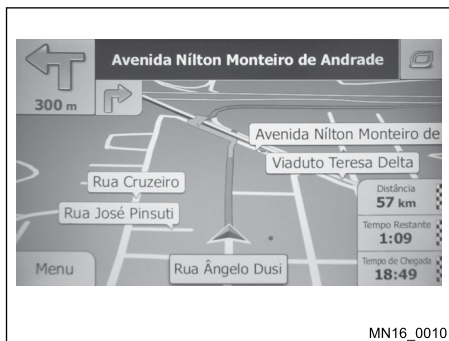 Avenida Nílton Monteiro de Andrade
300 m
Avenida Nílton Monteiro de
Viaduto Teresa Delta
Rua Cruzeiro
Rua José Pinsuti
Distância
57 km
Tempo Restante
1:09
Tempo de Chegada
18:49
Menu
Rua Ângelo Dusi
MN16_0010